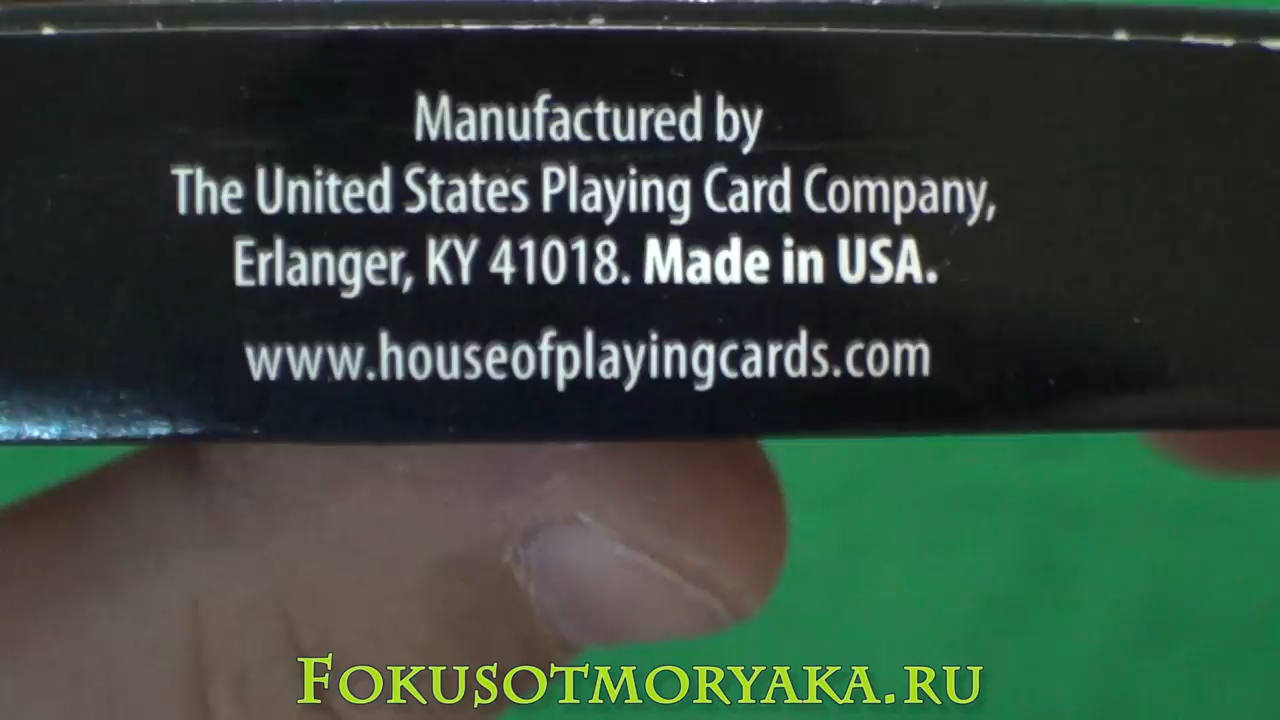 Manufactured by
The United States Playing Card Company,
Erlanger, KY 41018. Made in USA.
www.houseofplayingcards.com
Fokusotmoryaka.ru